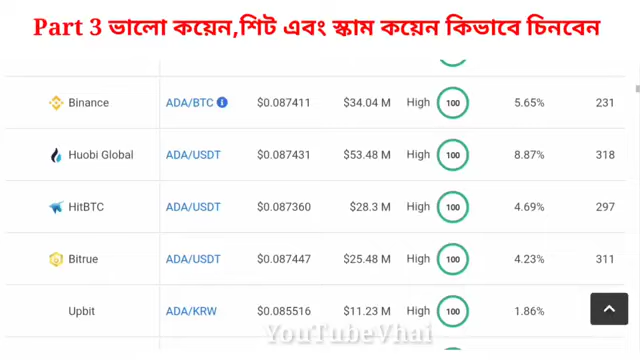 Part 3 ভালো কয়েন,শিট এবং স্কাম কয়েন কিভাবে চিনবেন
Binance ADA/BTC $0.087411 $34.04 M High 100 5.65% 231
Huobi Global ADA/USDT $0.087431 $53.48 M High 100 8.87% 318
HitBTC ADA/USDT $0.087360 $28.3 M High 100 4.69% 297
Bitrue ADA/USDT $0.087447 $25.48 M High 100 4.23% 311
Upbit ADA/KRW $0.085516 $11.23 M High 100 1.86% 110
YouTubeVhai